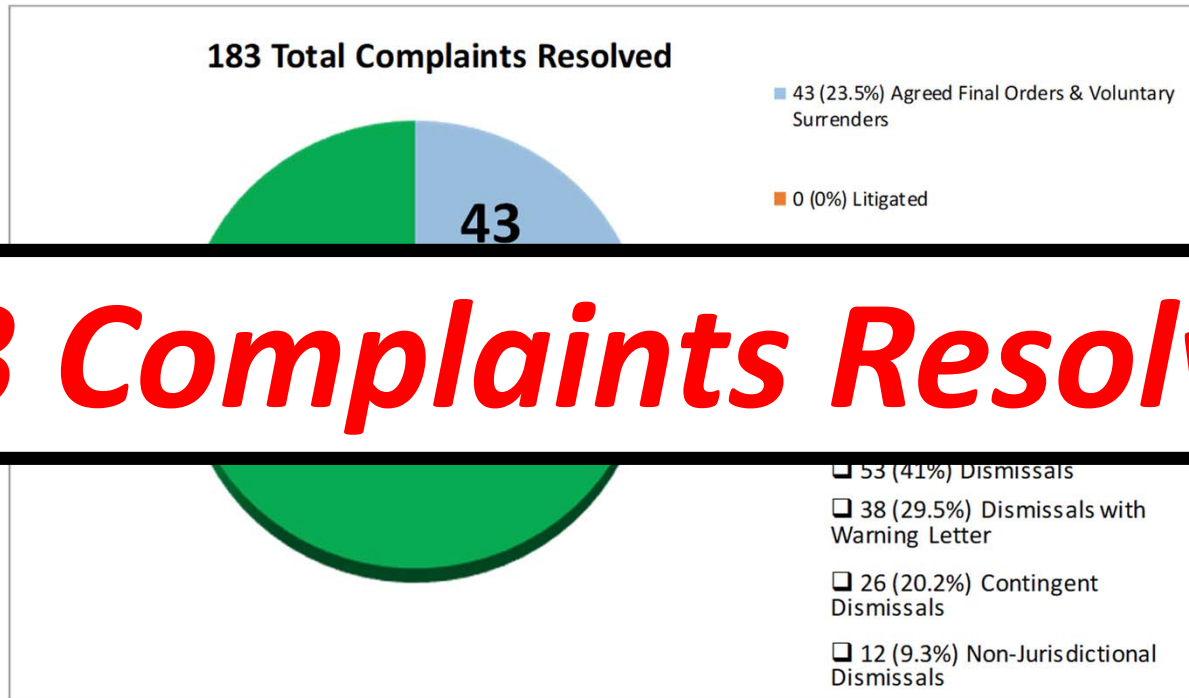 183 Total Complaints Resolved
43 (23.5%) Agreed Final Orders & Voluntary
Surrenders
0 (0%) Litigated
43
Complaints
53 (41%) Dismissals
38 (29.5%) Dismissals with
Warning Letter
26 (20.2%) Contingent
Dismissals
12 (9.3%) Non-Jurisdictional
Dismissals